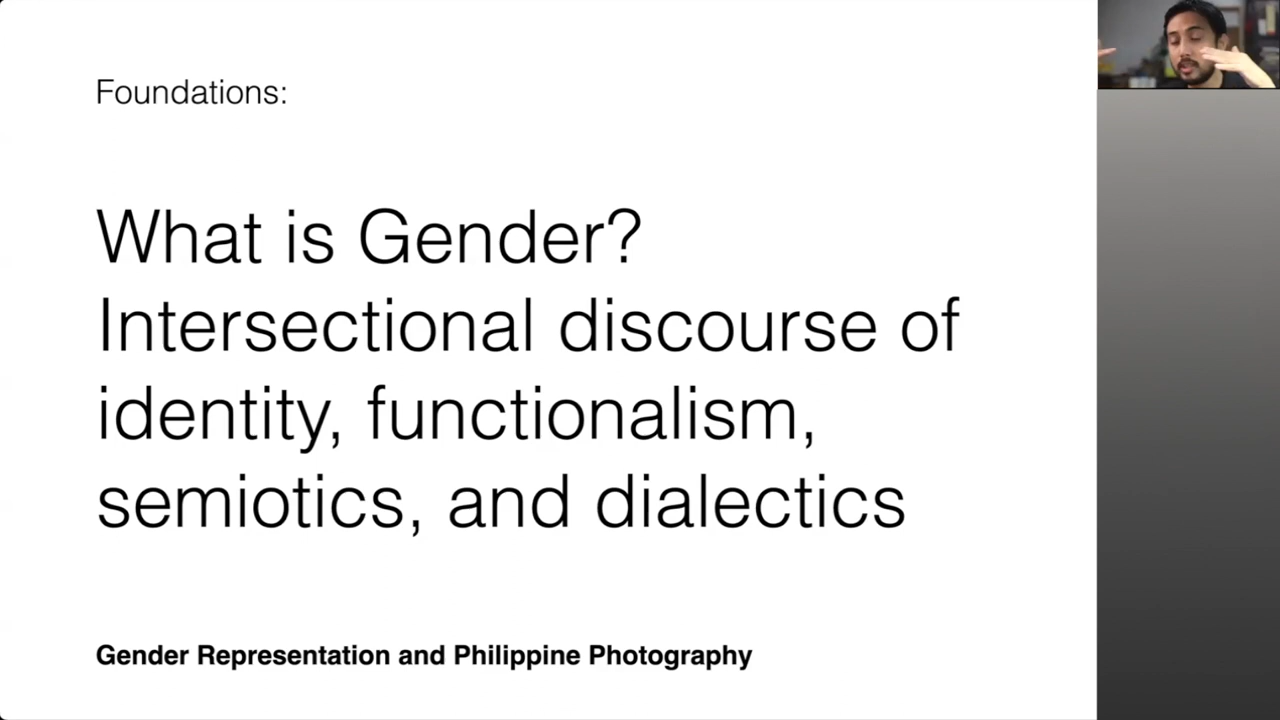 Foundations:
What is Gender?
Intersectional discourse of
identity, functionalism,
semiotics, and dialectics
Gender Representation and Philippine Photography